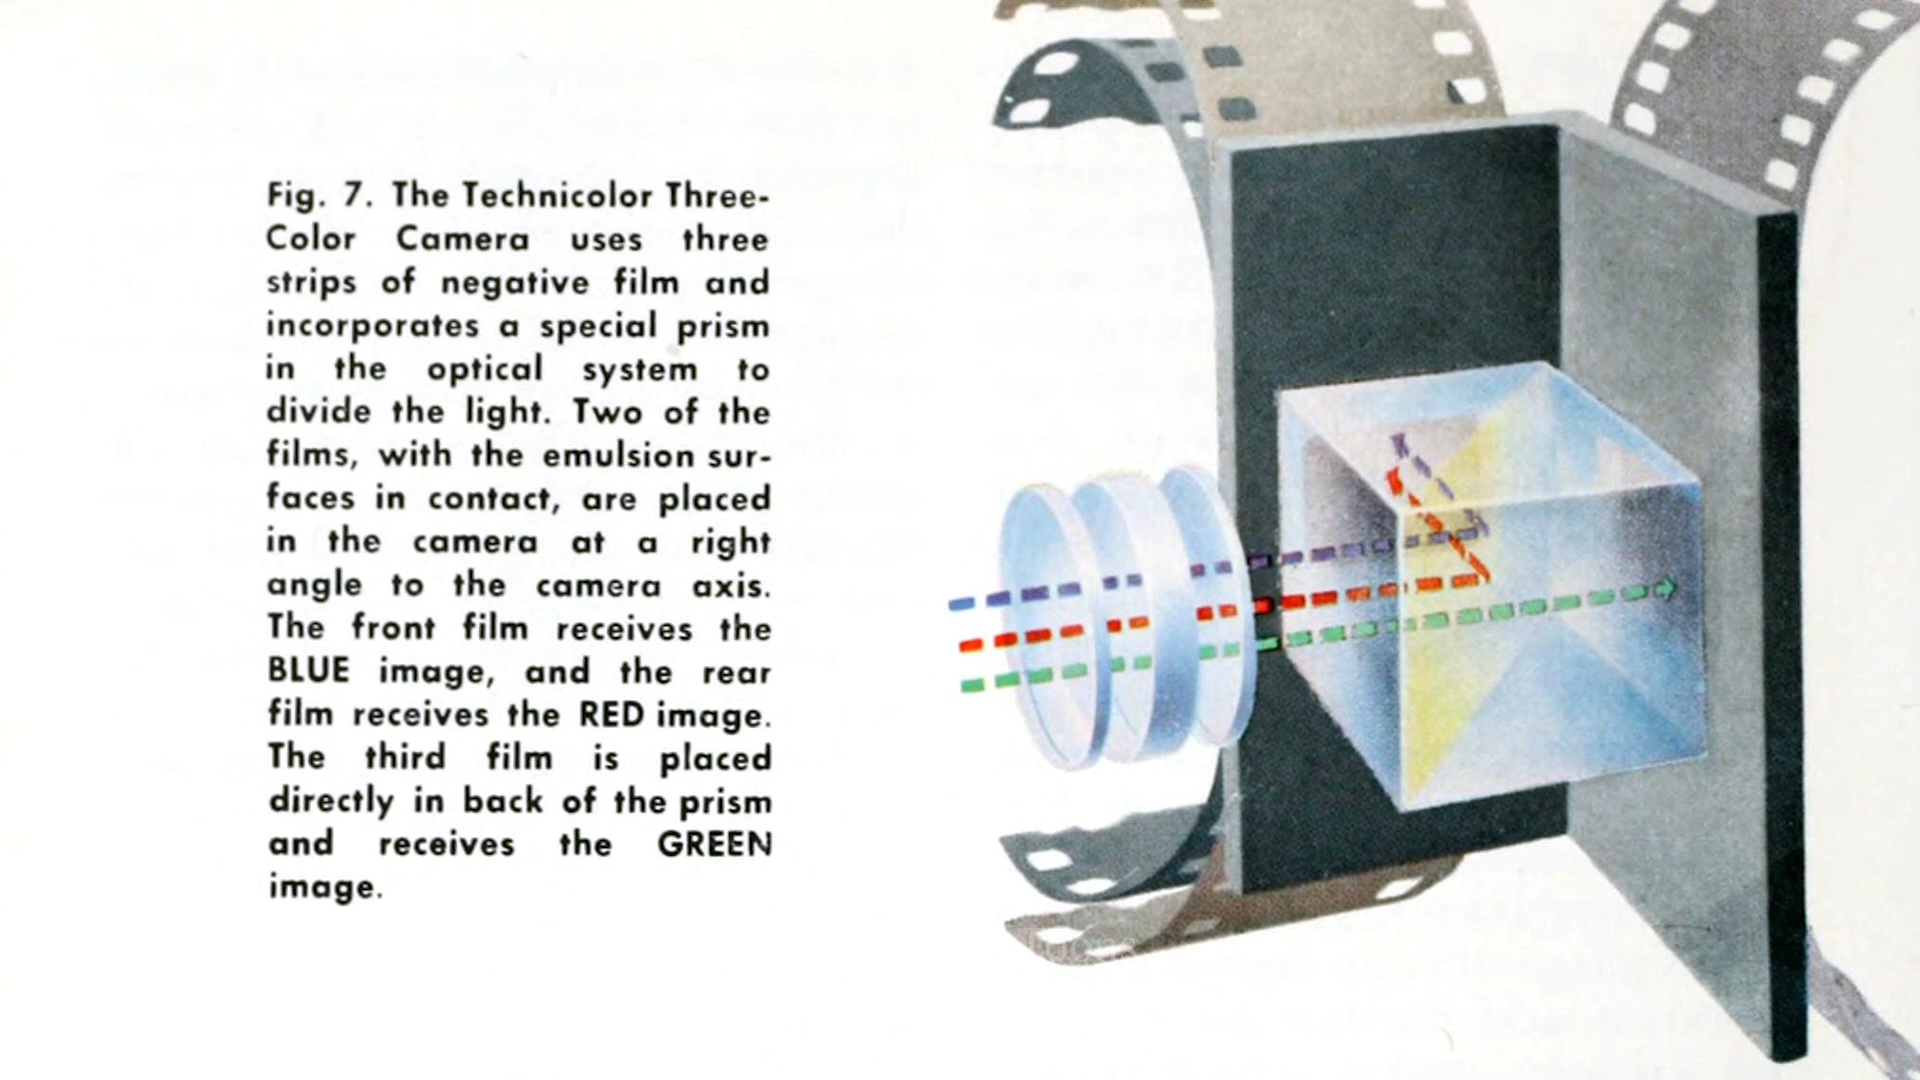 Fig. 7. The Technicolor Three-
Color Camera uses three
strips of negative film and
incorporates a special prism
in the optical system to
divide the light. Two of the
films, with the emulsion sur-
faces in contact, are placed
in the camera at a right
angle to the camera axis.
The front film receives the
BLUE image, and the rear
film receives the RED image.
The third film is placed
directly in back of the prism
and receives the GREEN
image.